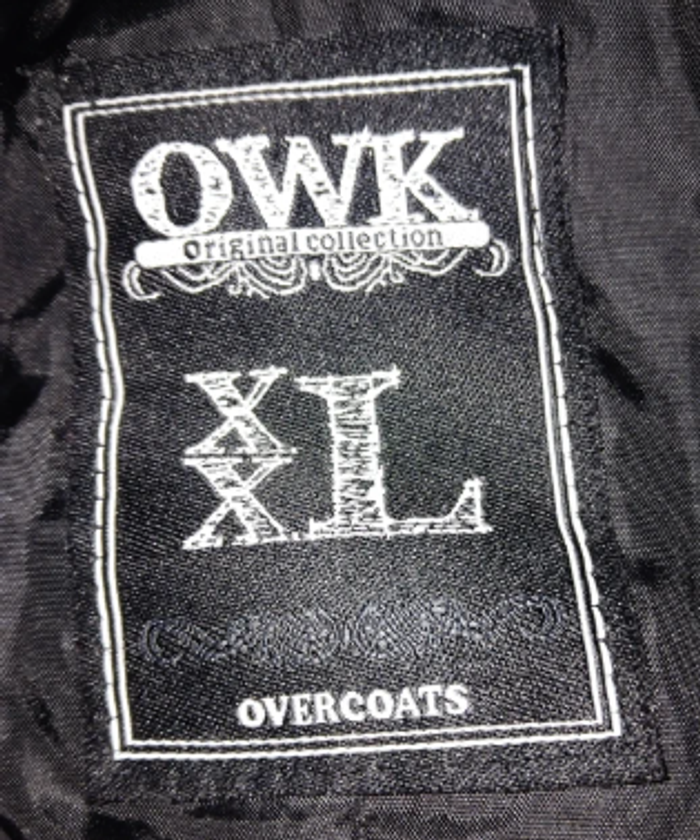 OWK
Original collection
XXL
OVERCOATS